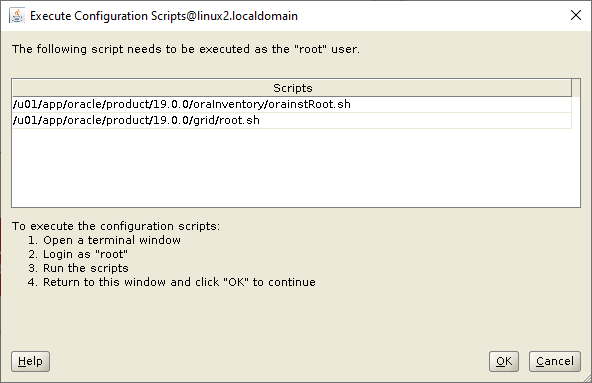 Execute Configuration Scripts@linux2.localdomain
The following script needs to be executed as the "root" user.
Scripts
/u01/app/oracle/product/19.0.0/oraInventory/orainstRoot.sh
/u01/app/oracle/product/19.0.0/grid/root.sh
To execute the configuration scripts:
1. Open a terminal window
2. Login as "root"
3. Run the scripts
4. Return to this window and click "OK" to continue
Help
OK
Cancel